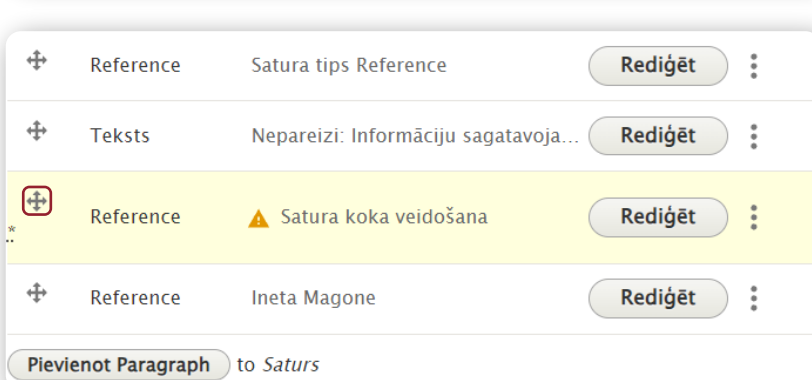 Reference Satura tips Reference Rediģēt
Teksts Nepareizi: Informāciju sagatavoja... Rediģēt
Reference Satura koka veidošana Rediģēt
*
Reference Ineta Magone Rediģēt
Pievienot Paragraph to Saturs